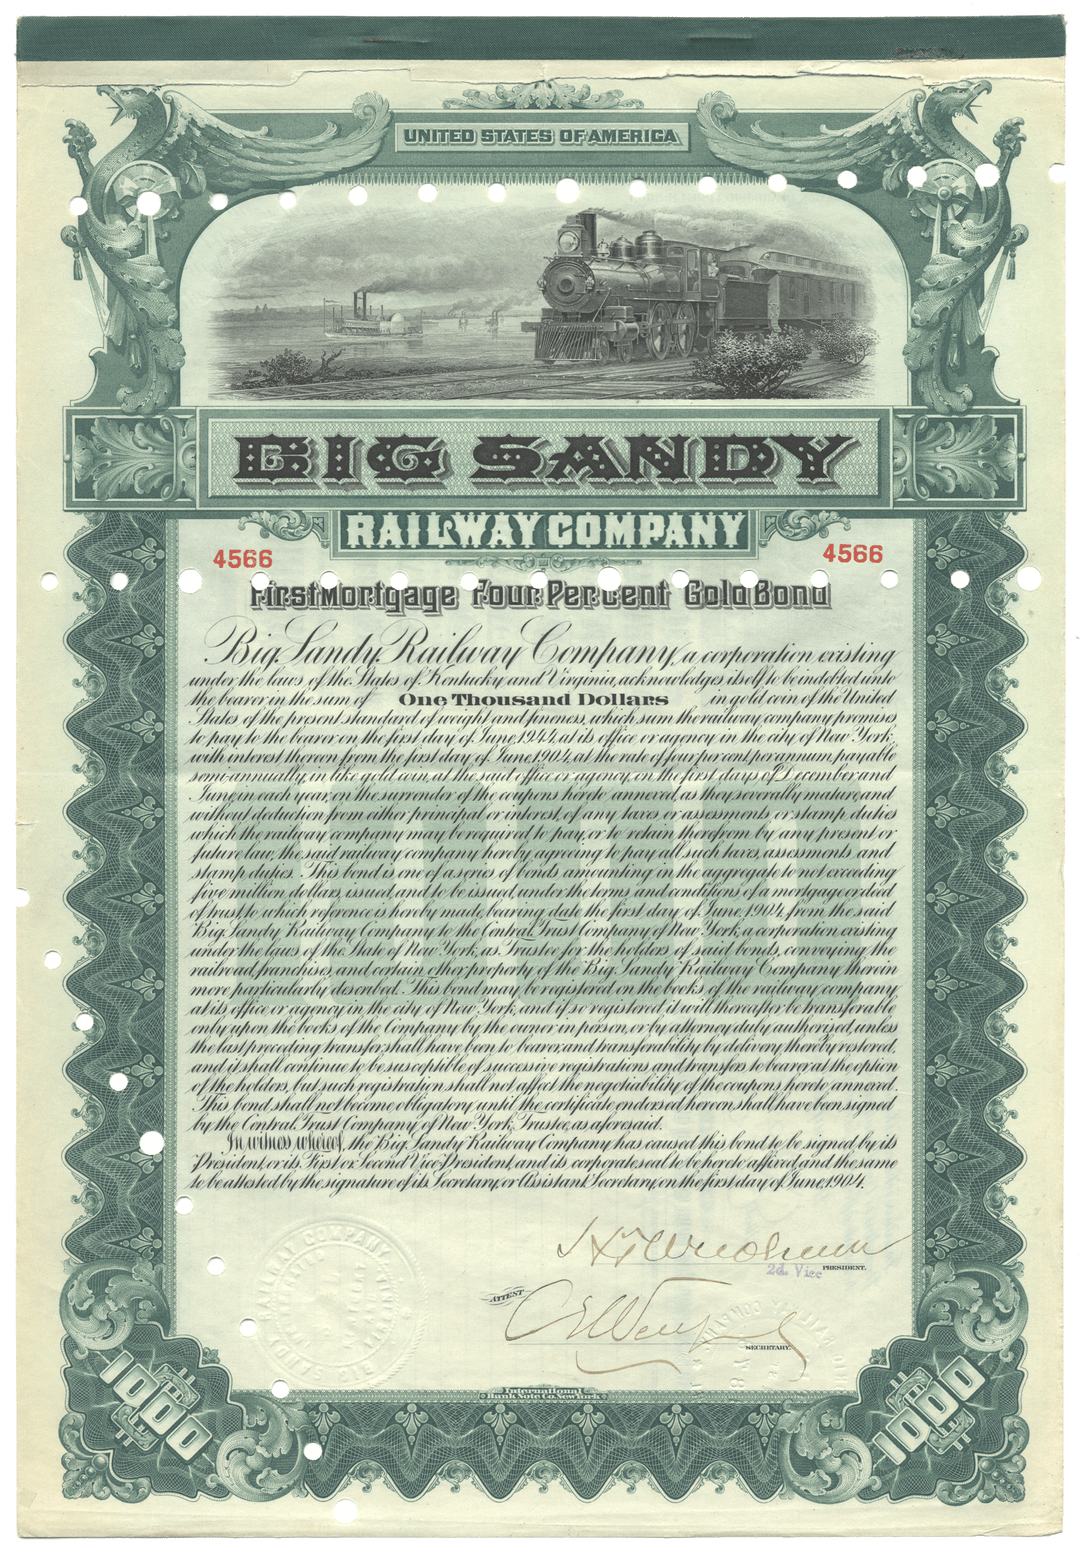 UNITED STATES OF AMERICA
BIG SANDY
RAILWAY COMPANY
4566
4566
First Mortgage Four Per Cent Gold Bond
Big Sandy Railway Company, a corporation existing
under the laws of the States of Kentucky and Virginia, acknowledges itself to be indebted unto
the bearer in the sum of One Thousand Dollars in gold coin of the United
States of the present standard of weight and fineness, which sum the railway company promises
to pay to the bearer on the first day of June, 1944, at its office or agency in the city of New York,
with interest thereon from the first day of June, 1904, at the rate of four per cent per annum, payable
semi-annually, in like gold coin, at the said office or agency, on the first days of December and
June, in each year, on the surrender of the coupons hereto annexed, as they severally mature, and
without deduction from either principal or interest, of any taxes or assessments or stamp duties
which the railway company may be required to pay, or to retain therefrom by any present or
future law, the said railway company hereby agreeing to pay all such taxes, assessments and
stamp duties. This bond is one of a series of bonds amounting in the aggregate to not exceeding
five million dollars, issued, and to be issued, under the terms and conditions of a mortgage or deed
of trust, to which reference is hereby made, bearing date the first day of June, 1904, from the said
Big Sandy Railway Company to the Central Trust Company of New York, a corporation existing
under the laws of the State of New York, as Trustee for the holders of said bonds, conveying the
railroad, franchises, and certain other property of the Big Sandy Railway Company therein
more particularly described. This bond may be registered on the books of the railway company
at its office or agency in the city of New York, and if so registered, it will thereafter be transferable
only upon the books of the Company by the owner in person, or by attorney duly authorized, unless
the last preceding transfer shall have been to bearer, and transferability by delivery thereby restored,
and it shall continue to be susceptible of successive registrations and transfers to bearer at the option
of the holders, but such registration shall not affect the negotiability of the coupons hereto annexed.
This bond shall not become obligatory until the certificate endorsed hereon shall have been signed
by the Central Trust Company of New York, Trustee, as aforesaid.
In witness whereof, the Big Sandy Railway Company has caused this bond to be signed by its
President, or its First or Second Vice President, and its corporate seal to be hereto affixed, and the same
to be attested by the signature of its Secretary, or Assistant Secretary, on the first day of June, 1904.
2d. Vice PRESIDENT.
ATTEST
SECRETARY.
International
Bank Note Co. New York
1000
1000